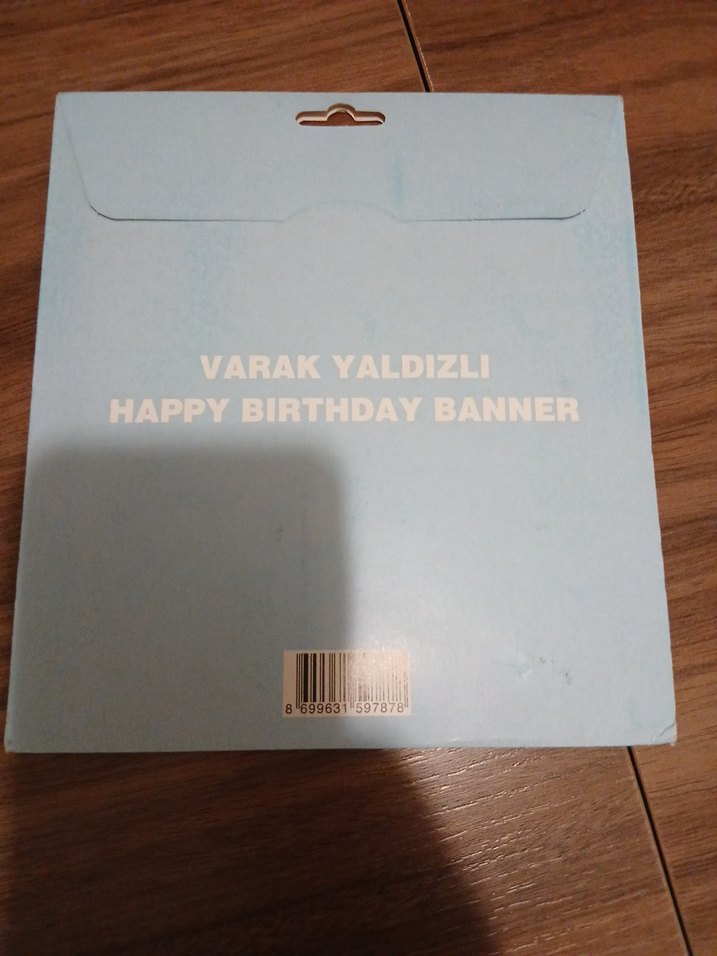 VARAK YALDIZLI
HAPPY BIRTHDAY BANNER
8 699631 597878